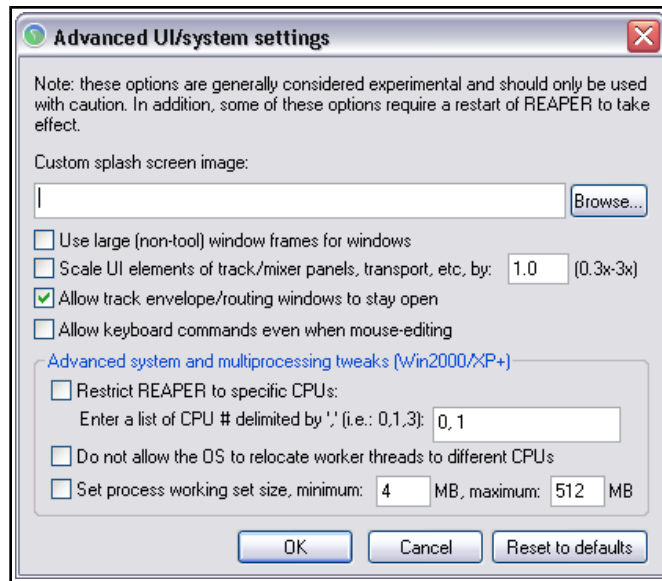 Advanced UI/system settings
Note: these options are generally considered experimental and should only be used
with caution. In addition, some of these options require a restart of REAPER to take
effect.
Custom splash screen image:
Browse...
Use large (non-tool) window frames for windows
Scale UI elements of track/mixer panels, transport, etc, by: 1.0 (0.3x-3x)
Allow track envelope/routing windows to stay open
Allow keyboard commands even when mouse-editing
Advanced system and multiprocessing tweaks (Win2000/XP+)
Restrict REAPER to specific CPUs:
Enter a list of CPU # delimited by ',' (i.e.: 0,1,3): 0, 1
Do not allow the OS to relocate worker threads to different CPUs
Set process working set size, minimum: 4 MB, maximum: 512 MB
OK Cancel Reset to defaults